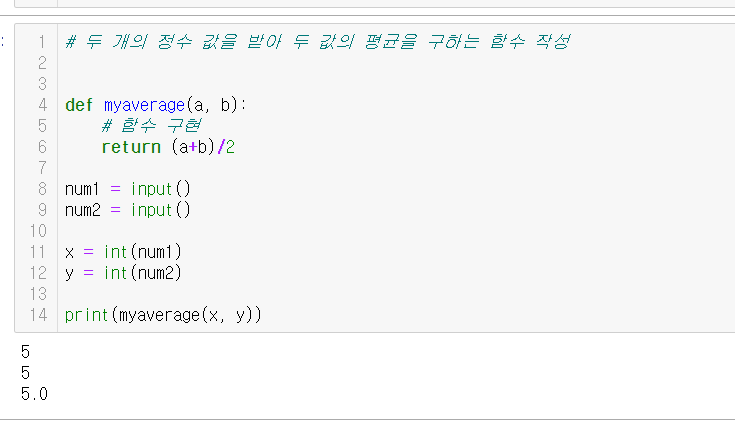 1 # 두 개의 정수 값을 받아 두 값의 평균을 구하는 함수 작성
2
3
4 def myaverage(a, b):
5     # 함수 구현
6     return (a+b)/2
7
8 num1 = input()
9 num2 = input()
10
11 x = int(num1)
12 y = int(num2)
13
14 print(myaverage(x, y))
5
5
5.0